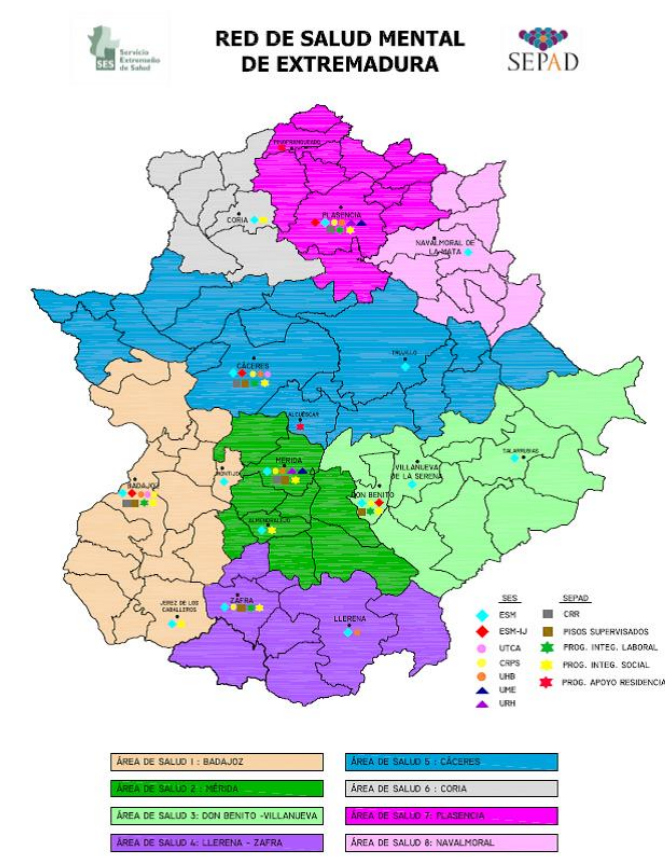 SES
Servicio
Extremeño
de Salud
RED DE SALUD MENTAL
DE EXTREMADURA
SEPAD
PINOFRANQUEADO
CORIA
PLASENCIA
NAVALMORAL DE
LA MATA
CÁCERES
TRUJILLO
ALCUESCAR
MÉRIDA
BADAJOZ
MONTIJO
VILLANUEVA
DE LA SERENA
TALARRUBIAS
DON BENITO
ALMENDRALEJO
JEREZ DE LOS
CABALLEROS
ZAFRA
LLERENA
SES
ESM
ESM-IJ
UTCA
CRPS
UHB
UME
URH
SEPAD
CRR
PISOS SUPERVISADOS
PROG. INTEG. LABORAL
PROG. INTEG. SOCIAL
PROG. APOYO RESIDENCIA
ÁREA DE SALUD 1 : BADAJOZ
ÁREA DE SALUD 2 : MÉRIDA
ÁREA DE SALUD 3: DON BENITO -VILLANUEVA
ÁREA DE SALUD 4: LLERENA - ZAFRA
ÁREA DE SALUD 5 : CÁCERES
ÁREA DE SALUD 6 : CORIA
ÁREA DE SALUD 7: PLASENCIA
ÁREA DE SALUD 8: NAVALMORAL